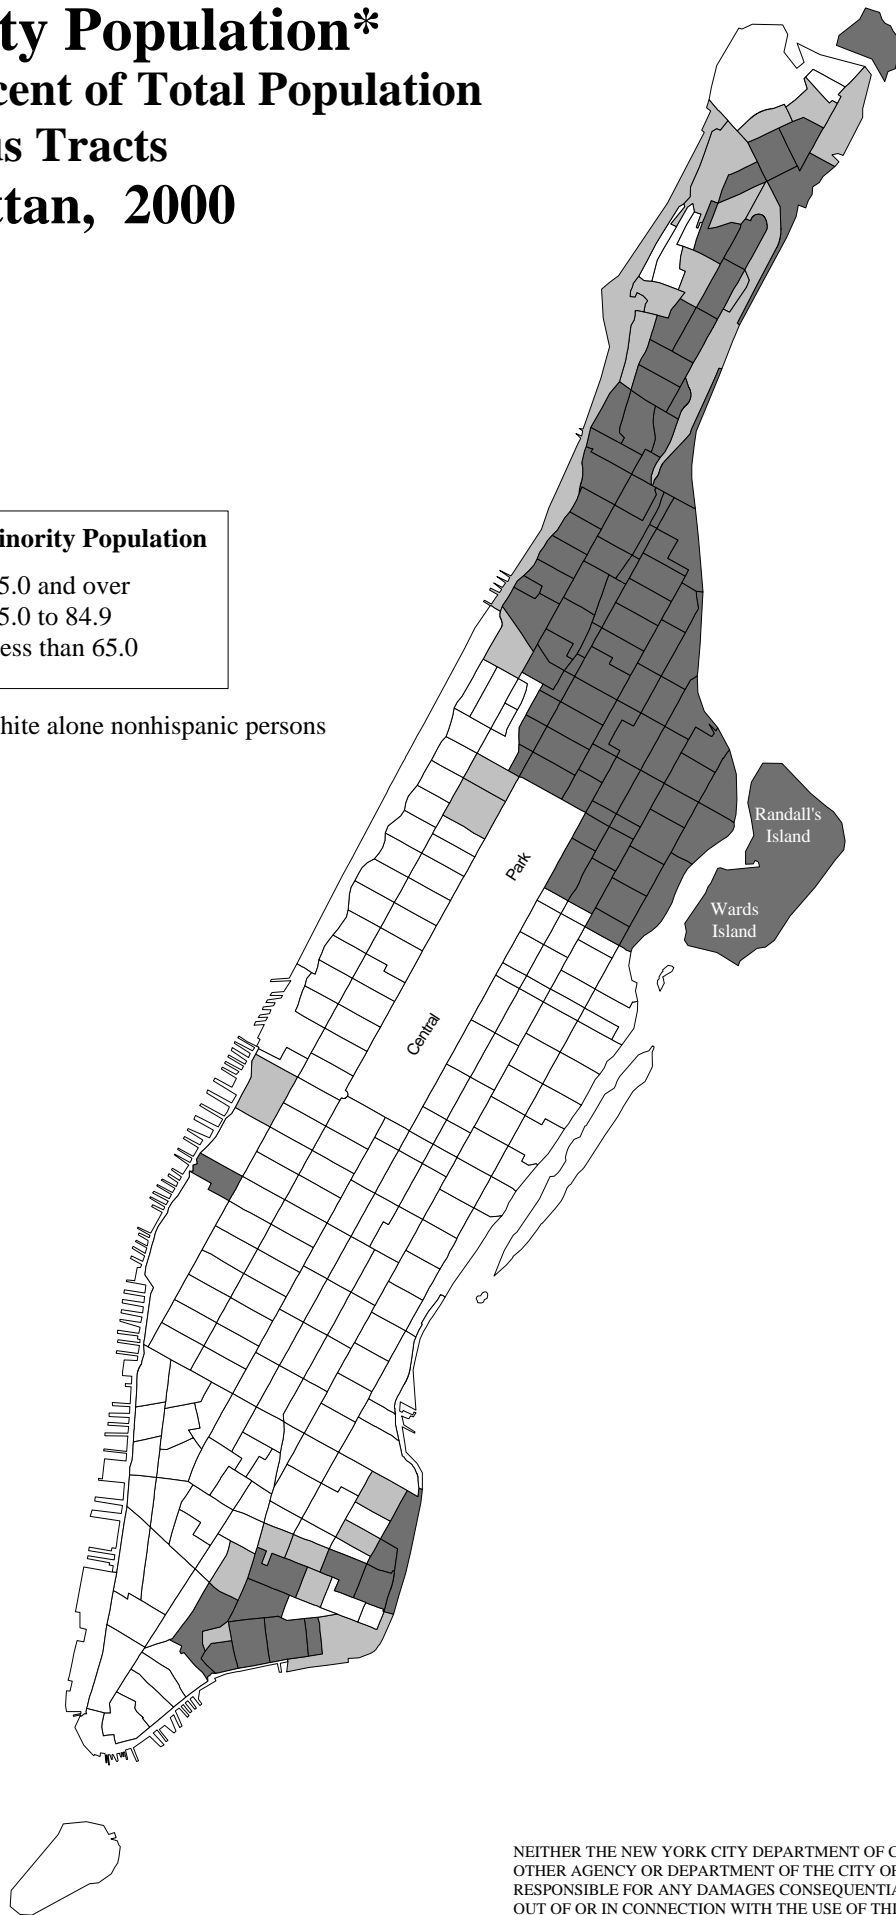 ty Population*
cent of Total Population
us Tracts
ttan, 2000
inority Population
5.0 and over
5.0 to 84.9
ess than 65.0
hite alone nonhispanic persons
Randall's
Island
Park
Wards
Island
Central
NEITHER THE NEW YORK CITY DEPARTMENT OF C
OTHER AGENCY OR DEPARTMENT OF THE CITY OF
RESPONSIBLE FOR ANY DAMAGES CONSEQUENTIA
OUT OF OR IN CONNECTION WITH THE USE OF THE